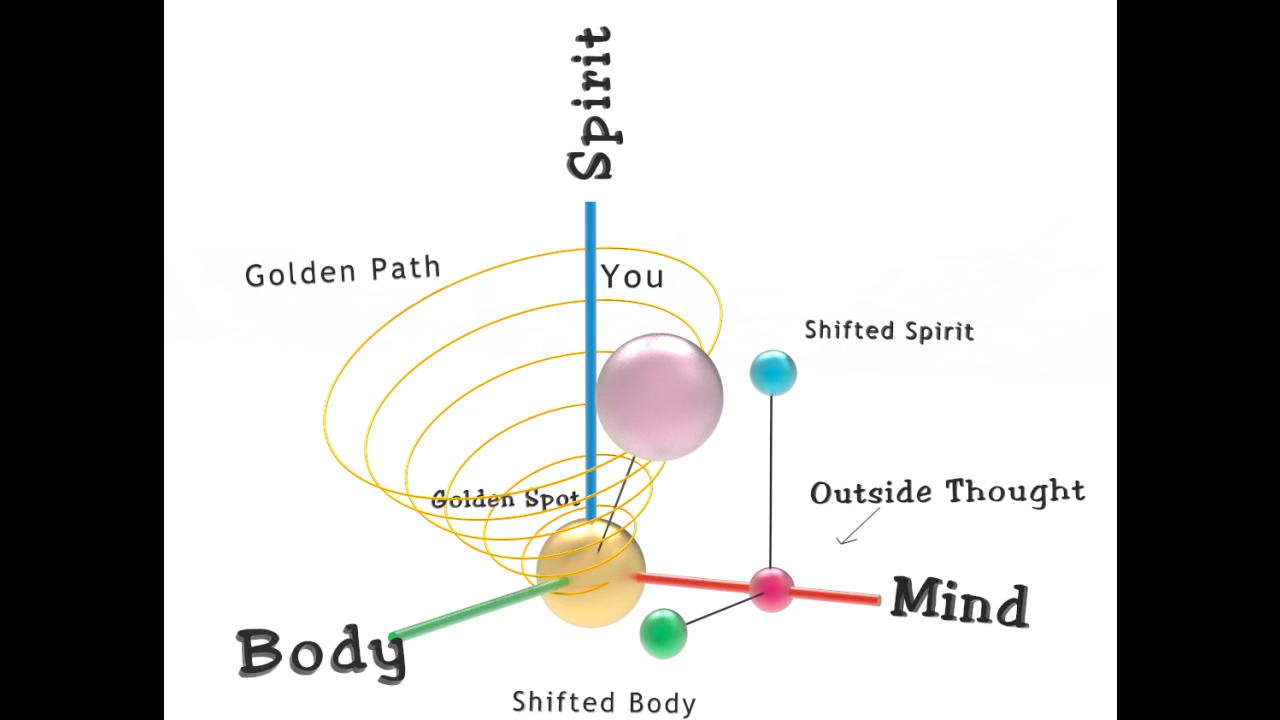 Spirit
Golden Path
You
Shifted Spirit
Golden Spot
Outside Thought
Mind
Body
Shifted Body